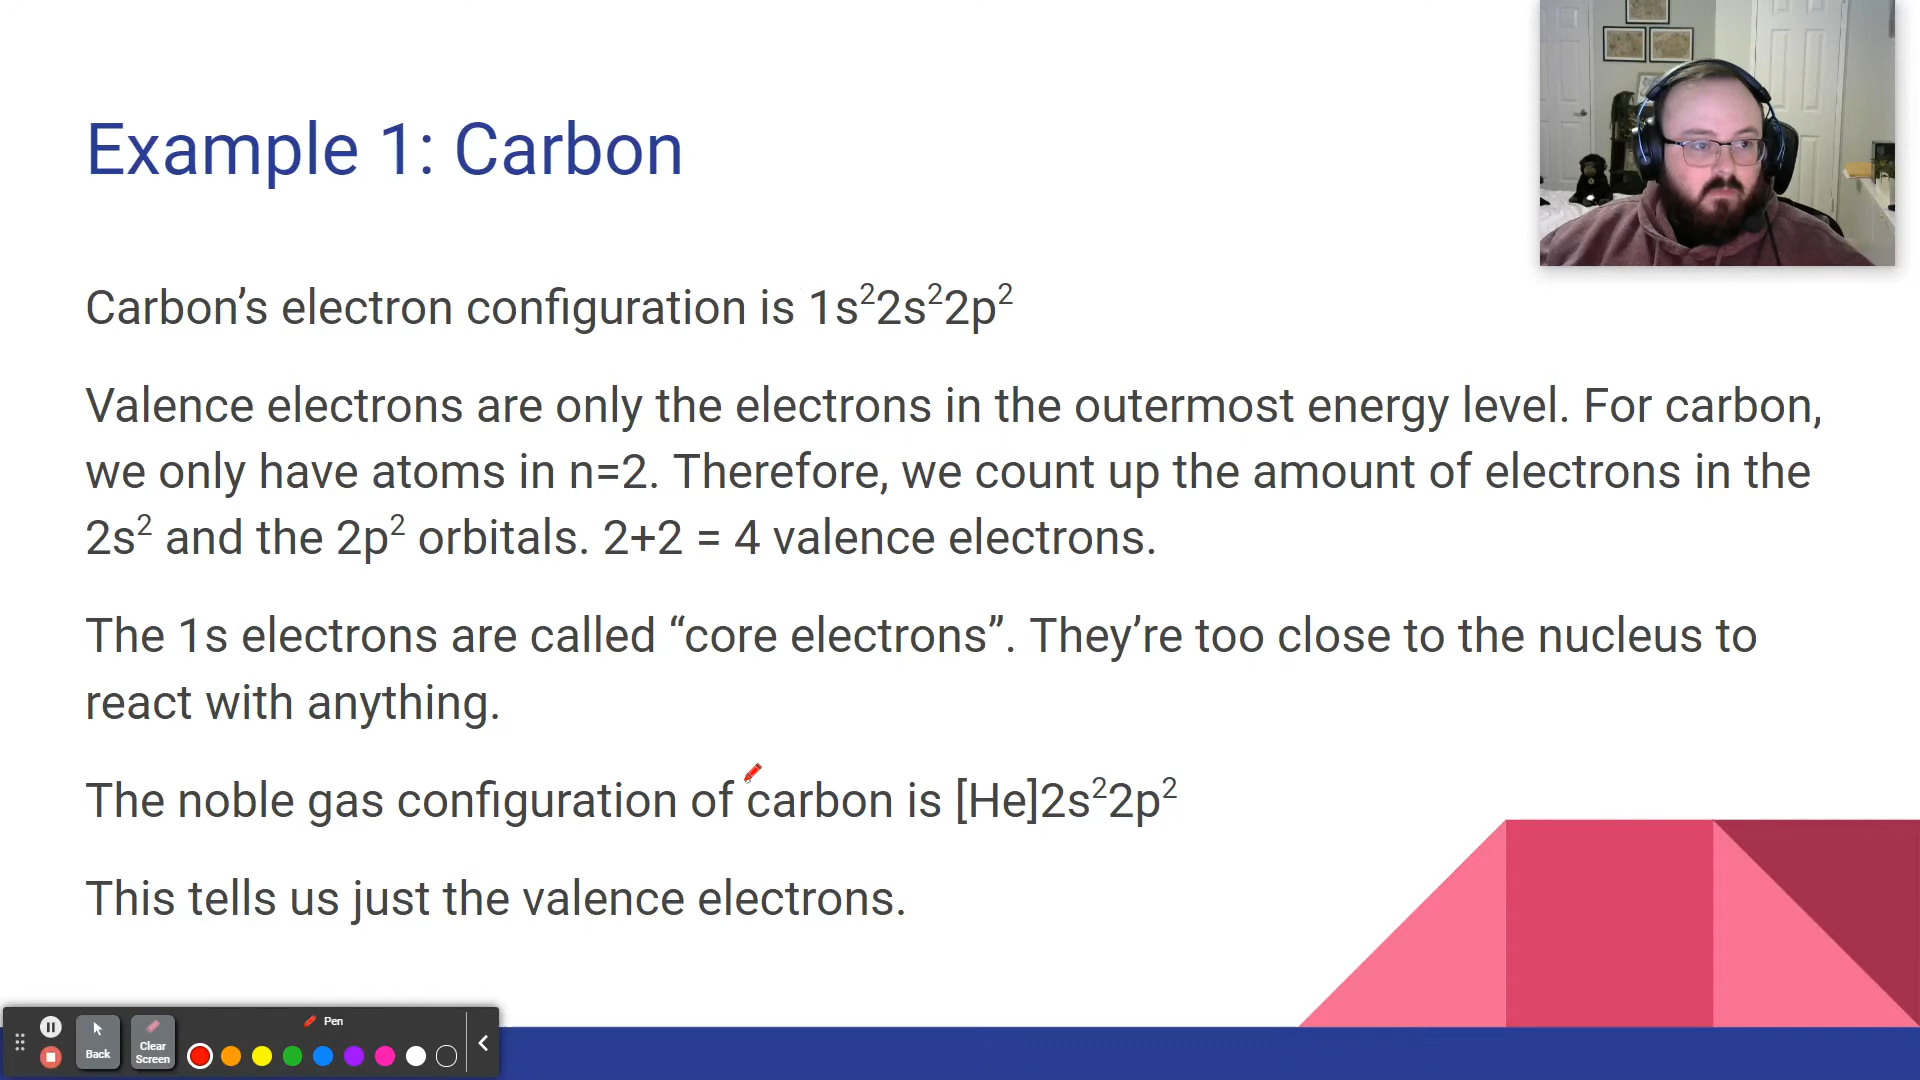 Example 1: Carbon
Carbon’s electron configuration is 1s²2s²2p²
Valence electrons are only the electrons in the outermost energy level. For carbon,
we only have atoms in n=2. Therefore, we count up the amount of electrons in the
2s² and the 2p² orbitals. 2+2 = 4 valence electrons.
The 1s electrons are called “core electrons”. They’re too close to the nucleus to
react with anything.
The noble gas configuration of carbon is [He]2s²2p²
This tells us just the valence electrons.
Pen
Back
Clear
Screen